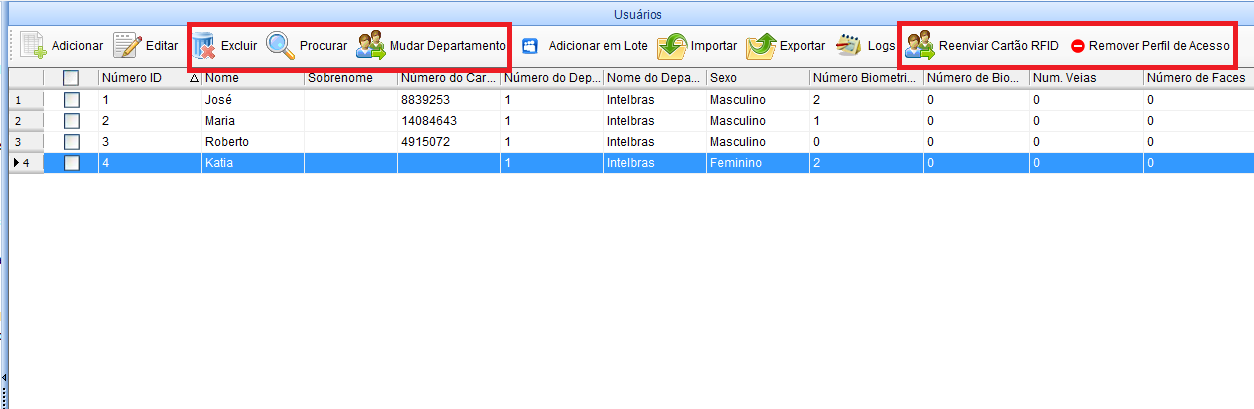 Usuários
Adicionar Editar Excluir Procurar Mudar Departamento Adicionar em Lote Importar Exportar Logs Reenviar Cartão RFID Remover Perfil de Acesso
Número ID Nome Sobrenome Número do Car... Número do Dep... Nome do Depa... Sexo Número Biometri... Número de Bio... Num. Veias Número de Faces
1 1 José 8839253 1 Intelbras Masculino 2 0 0 0
2 2 Maria 14084643 1 Intelbras Masculino 1 0 0 0
3 3 Roberto 4915072 1 Intelbras Masculino 0 0 0 0
4 4 Katia 1 Intelbras Feminino 2 0 0 0